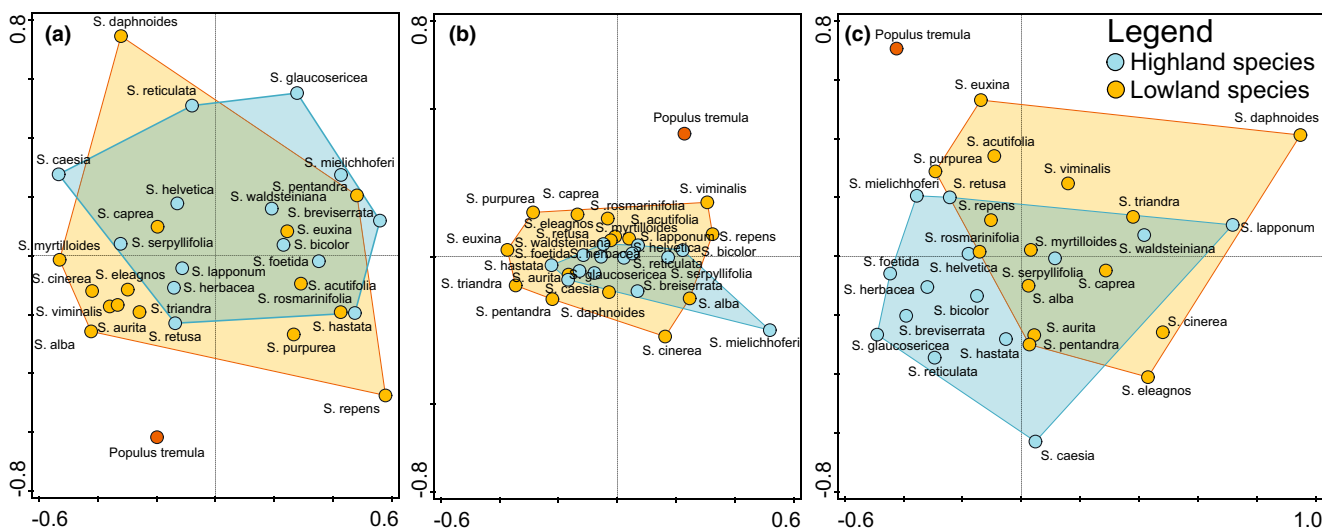 (a)
0.8
-0.8
-0.6
0.6
S. daphnoides
S. glaucosericea
S. reticulata
S. caesia
S. mielichhoferi
S. pentandra
S. helvetica
S. waldsteiniana
S. caprea
S. breviserrata
S. euxina
S. serpyllifolia
S. bicolor
S. myrtilloides
S. foetida
S. lapponum
S. eleagnos
S. cinerea
S. herbacea
S. acutifolia
S. rosmarinifolia
S. viminalis
S. triandra
S. aurita
S. hastata
S. retusa
S. alba
S. purpurea
S. repens
Populus tremula
(b)
0.8
-0.8
-0.6
0.6
Populus tremula
S. viminalis
S. purpurea
S. caprea
S. rosmarinifolia
S. eleagnos
S. acutifolia
S. myrtilloides
S. retusa
S. repens
S. euxina
S. waldsteiniana
S. lapponum
S. helvetica
S. bicolor
S. foetida
S. herbacea
S. hastata
S. reticulata
S. aurita
S. glaucosericea
S. serpyllifolia
S. triandra
S. caesia
S. breiserrata
S. alba
S. pentandra
S. daphnoides
S. mielichhoferi
S. cinerea
(c)
0.8
-0.8
-0.6
1.0
Legend
Highland species
Lowland species
Populus tremula
S. euxina
S. daphnoides
S. acutifolia
S. purpurea
S. viminalis
S. mielichhoferi
S. retusa
S. repens
S. triandra
S. lapponum
S. rosmarinifolia
S. myrtilloides
S. waldsteiniana
S. foetida
S. helvetica
S. serpyllifolia
S. caprea
S. herbacea
S. alba
S. bicolor
S. breviserrata
S. aurita
S. cinerea
S. glaucosericea
S. hastata
S. pentandra
S. reticulata
S. eleagnos
S. caesia